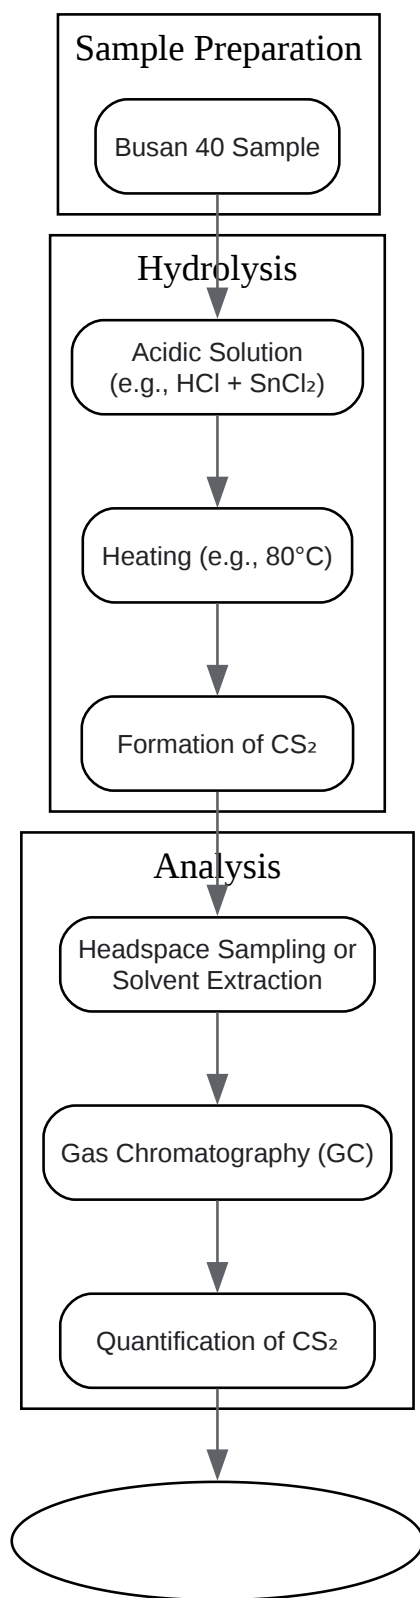 Sample Preparation
Busan 40 Sample
Hydrolysis
Acidic Solution
(e.g., HCl + SnCl₂)
Heating (e.g., 80°C)
Formation of CS₂
Analysis
Headspace Sampling or
Solvent Extraction
Gas Chromatography (GC)
Quantification of CS₂